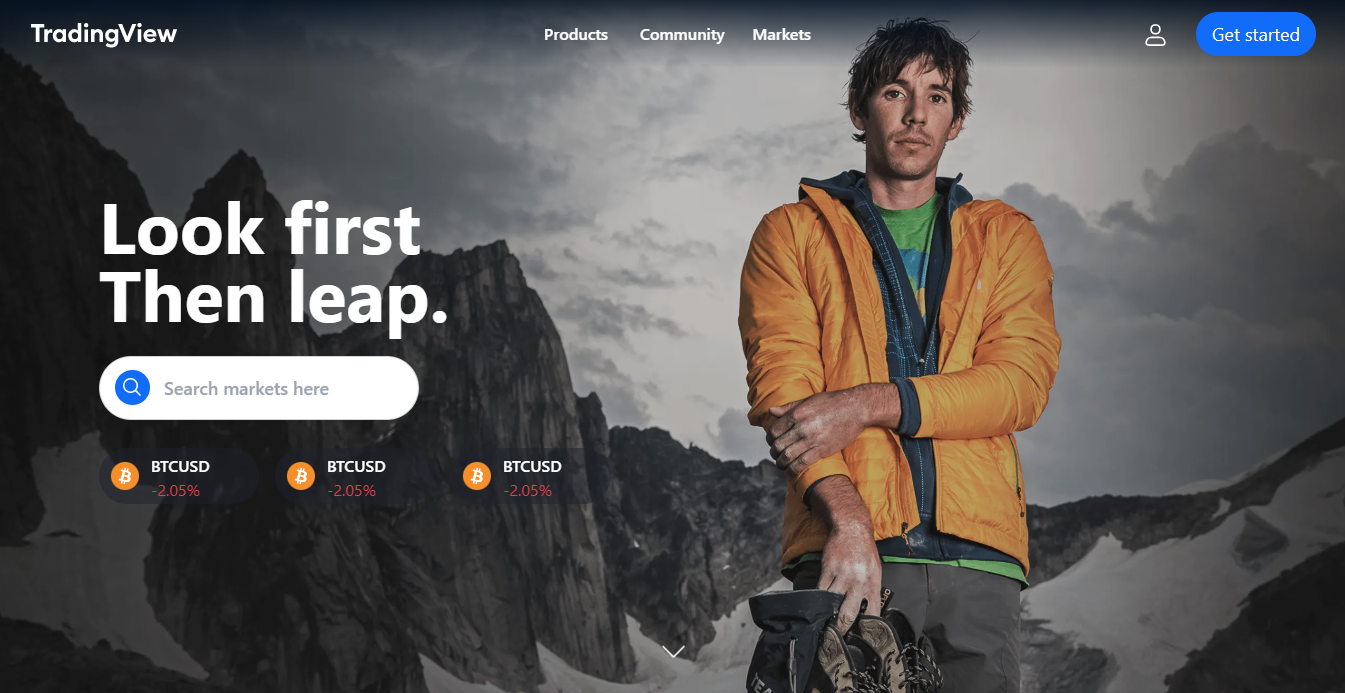 TradingView
Products
Community
Markets
Get started
Look first
Then leap.
Search markets here
BTCUSD
-2.05%
BTCUSD
-2.05%
BTCUSD
-2.05%